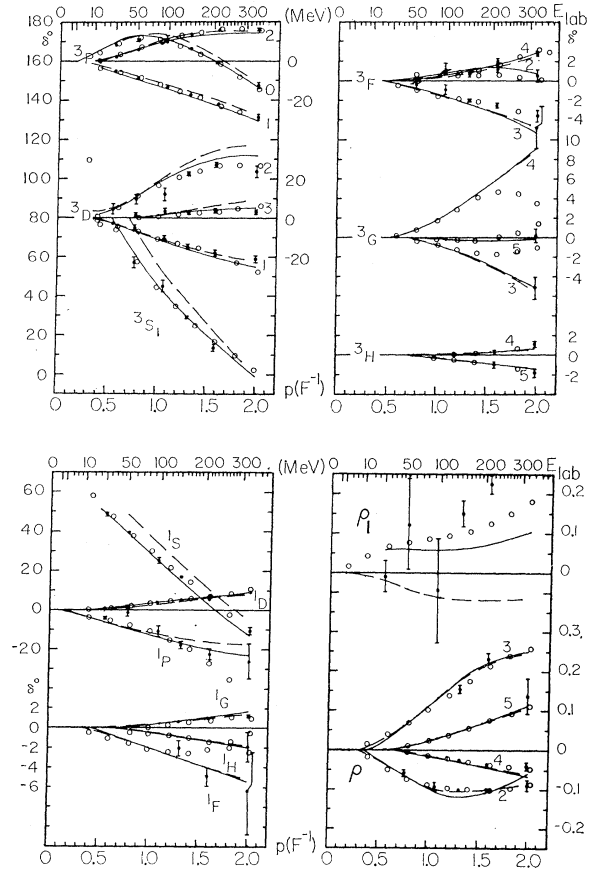 0 10 50 100 200 300 (MeV)
0 10 50 100 200 300 E lab
180
δ°
160
140
120
100
80
60
40
20
0
³P
2
0
-20
0
1
2
20
³D
3
0
1
-20
³S₁
0 0.5 1.0 1.5 2.0 p(F⁻¹)
δ°
4
2
2
0
³F
-2
-4
3
10
4
8
6
4
2
³G
0
5
-2
-4
3
4
2
³H
0
5
-2
0 0.5 1.0 1.5 2.0
0 10 50 100 200 300 (MeV)
0 10 50 100 200 300 E lab
60
40
20
0
-20
δ°
2
0
-2
-4
-6
¹S
¹D
¹P
¹G
¹H
¹F
0 0.5 1.0 1.5 2.0 p(F⁻¹)
0,2
ρ₁
0,1
0
0,3
3
0,2
5
0,1
0
ρ
4
2
-0,1
-0,2
0 0.5 1.0 1.5 2.0